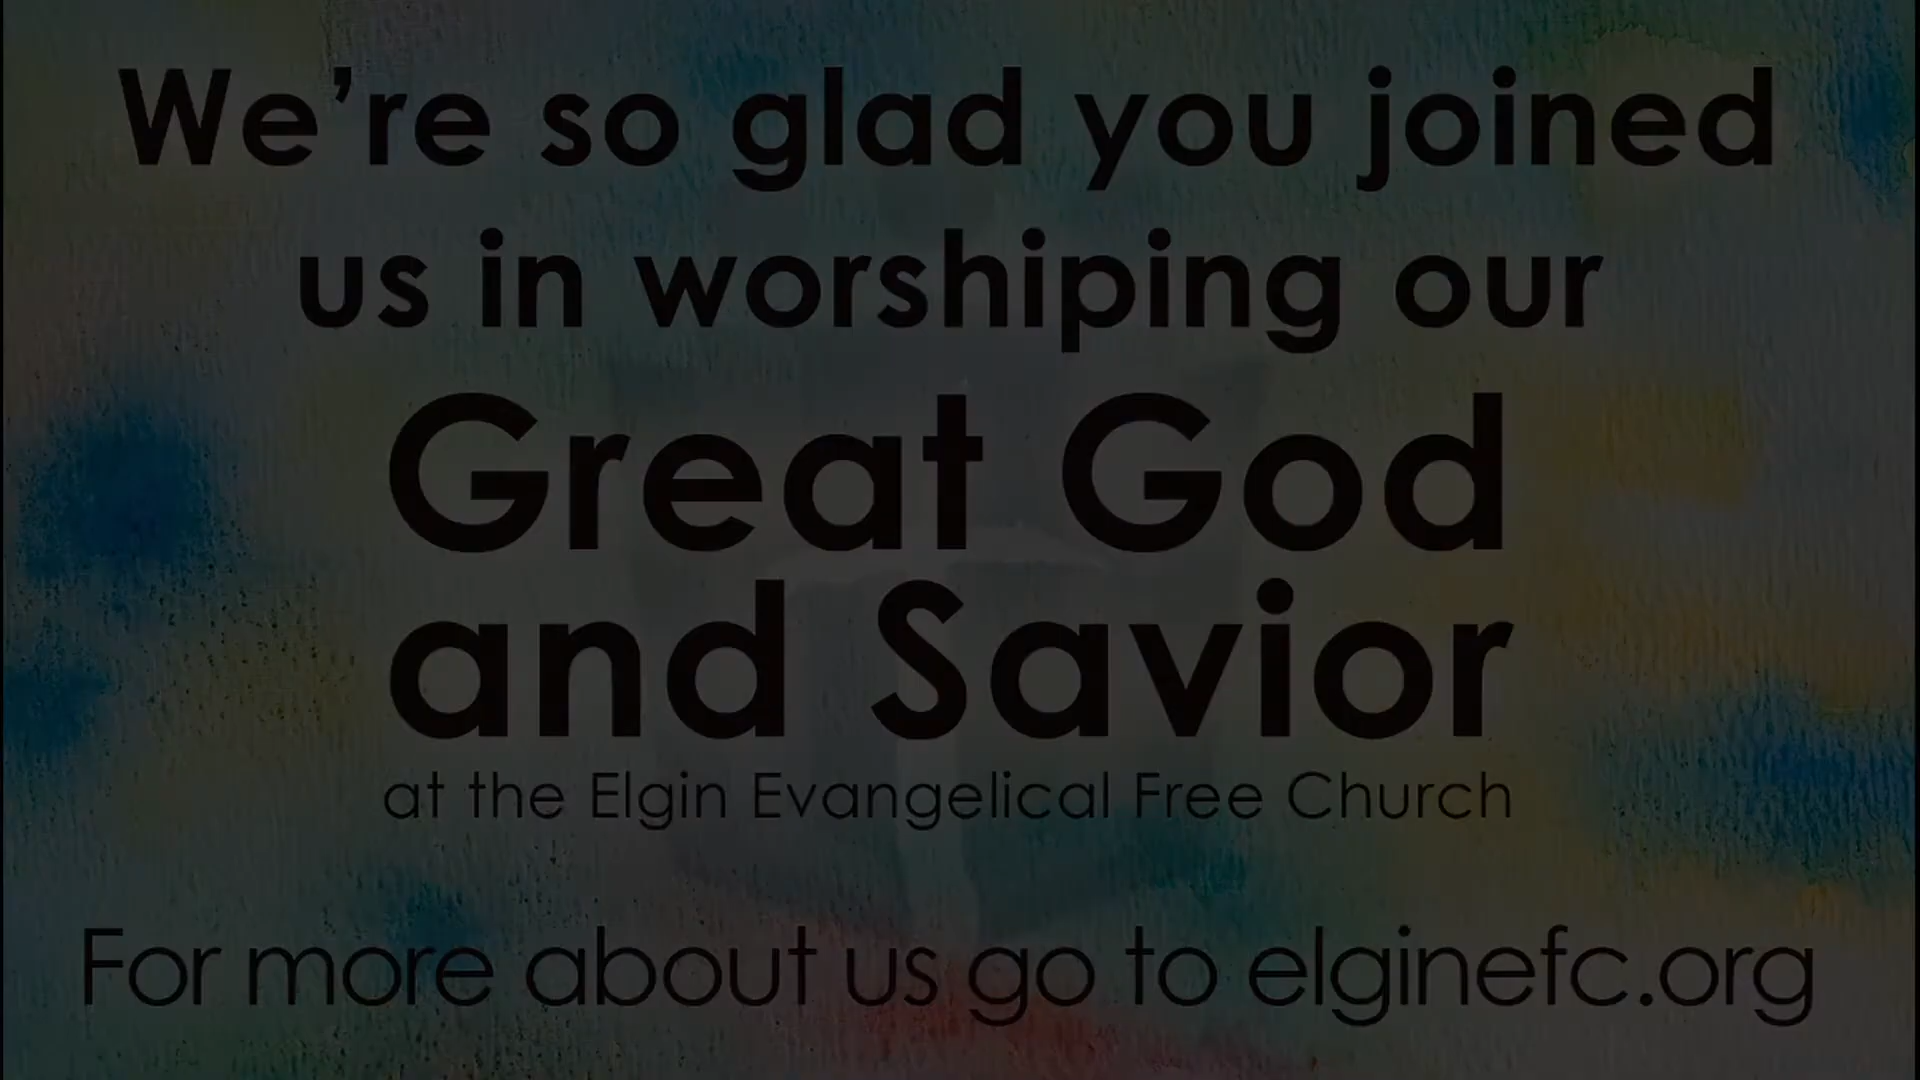 We’re so glad you joined
us in worshiping our
Great God
and Savior
at the Elgin Evangelical Free Church
For more about us go to elginefc.org